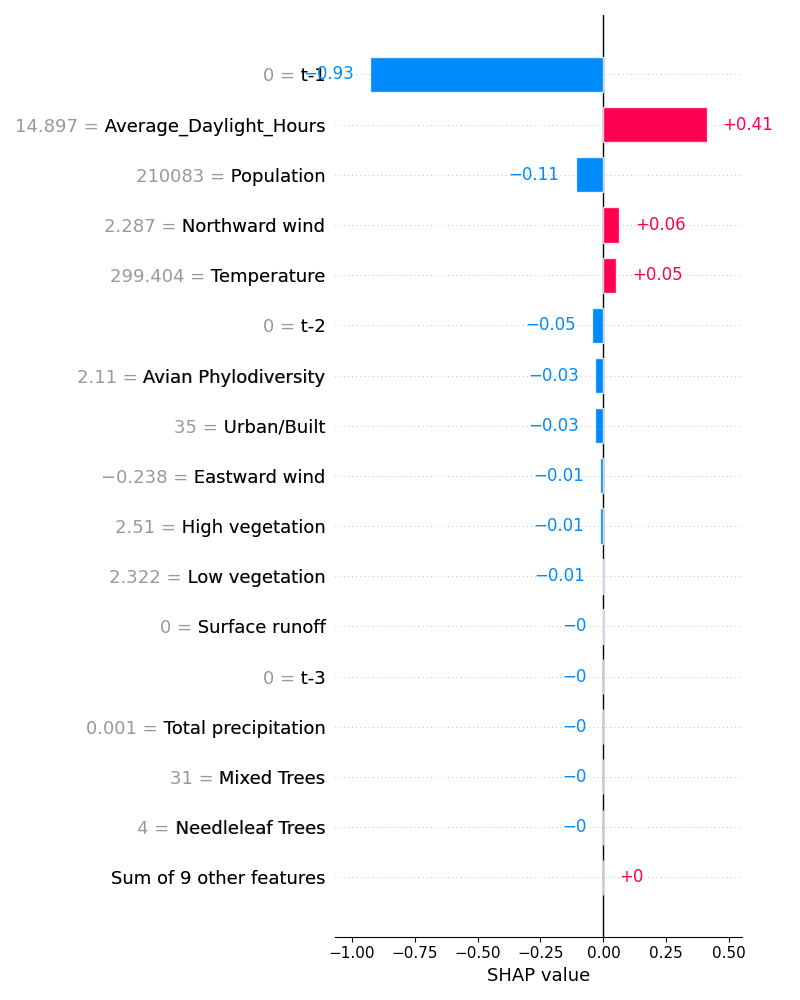 0 = t-1 −0.93
14.897 = Average_Daylight_Hours +0.41
210083 = Population −0.11
2.287 = Northward wind +0.06
299.404 = Temperature +0.05
0 = t-2 −0.05
2.11 = Avian Phylodiversity −0.03
35 = Urban/Built −0.03
−0.238 = Eastward wind −0.01
2.51 = High vegetation −0.01
2.322 = Low vegetation −0.01
0 = Surface runoff −0
0 = t-3 −0
0.001 = Total precipitation −0
31 = Mixed Trees −0
4 = Needleleaf Trees −0
Sum of 9 other features +0
−1.00 −0.75 −0.50 −0.25 0.00 0.25 0.50
SHAP value